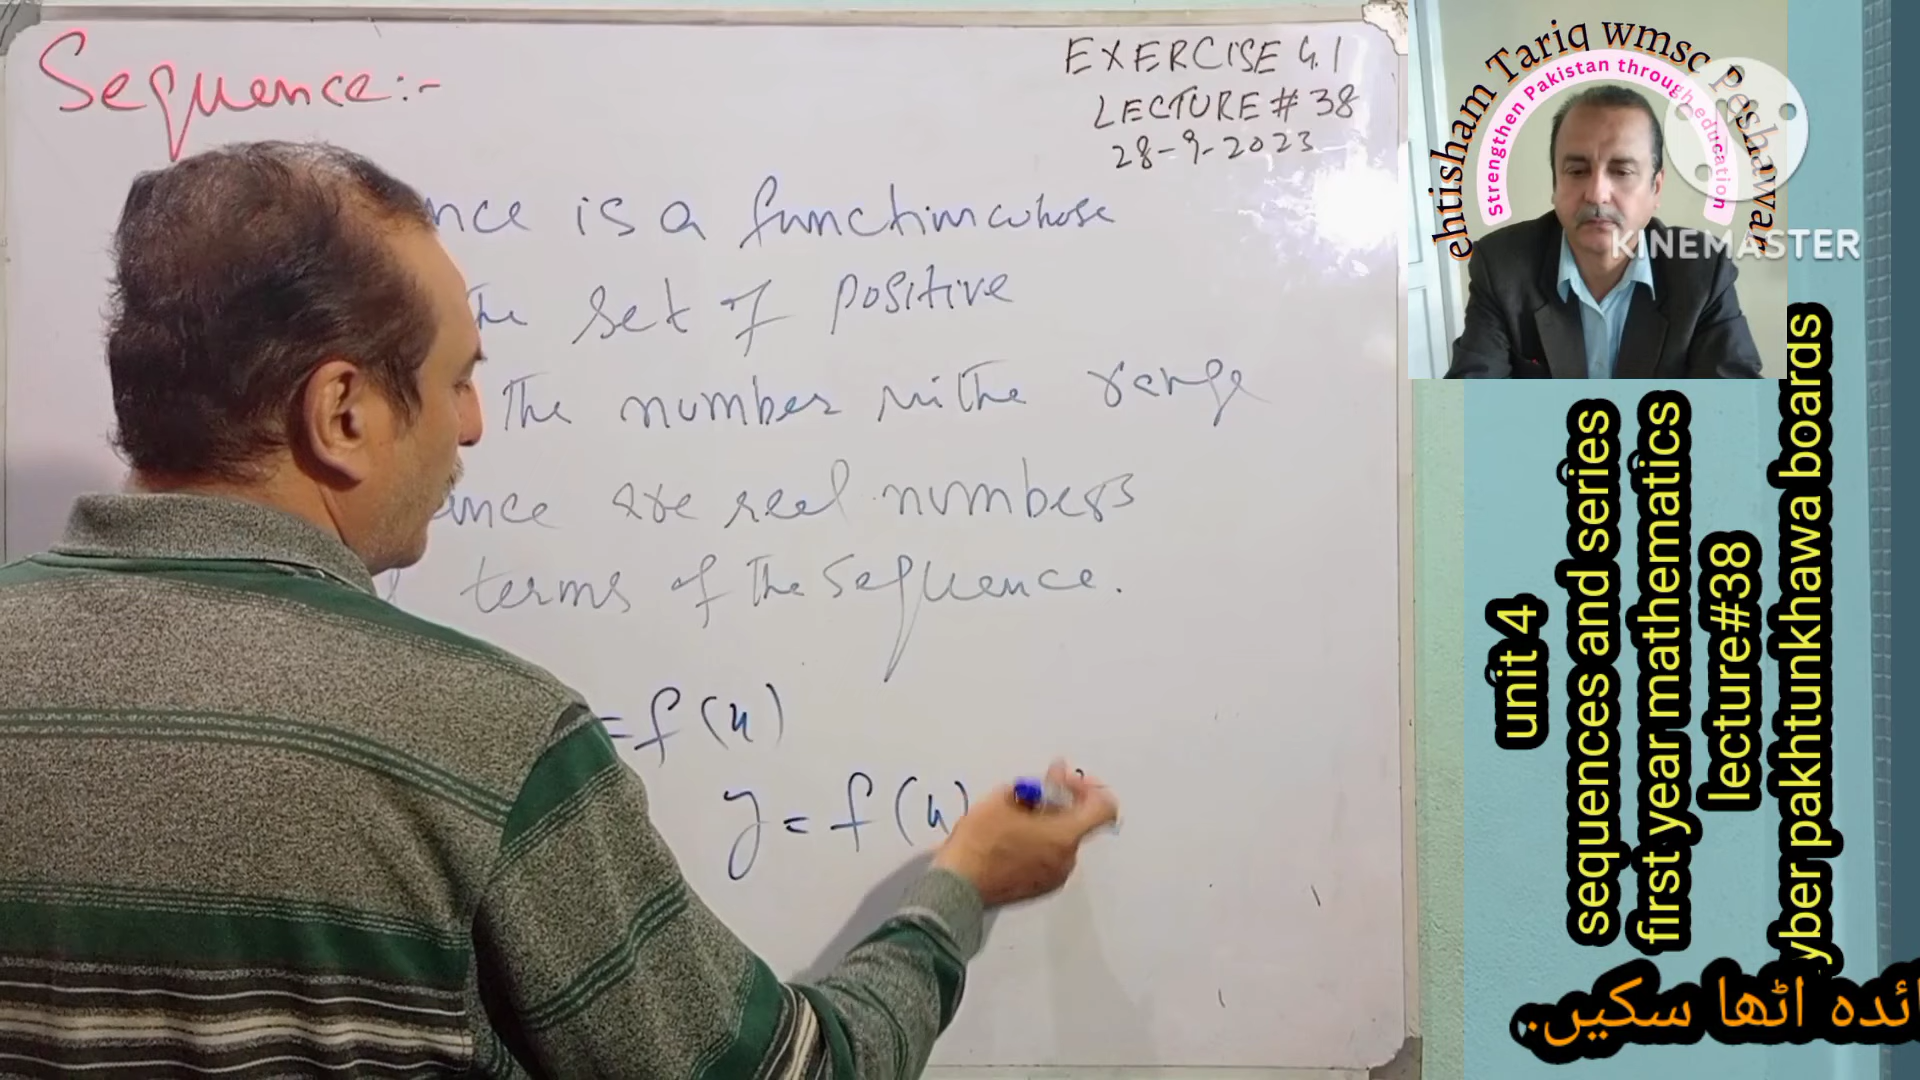 Sequence:-
EXERCISE 4.1
LECTURE # 38
28-9-2023
nce is a function whose
the set of positive
The number in the range
ence are real numbers
terms of the sequence.
=f(x)
y=f(x)
ehtisham Tariq wmsc Peshawar
Strengthen Pakistan through education
KINEMASTER
unit 4
sequences and series
first year mathematics
lecture#38
yber pakhtunkhawa boards
ائدہ اٹھا سکیں.